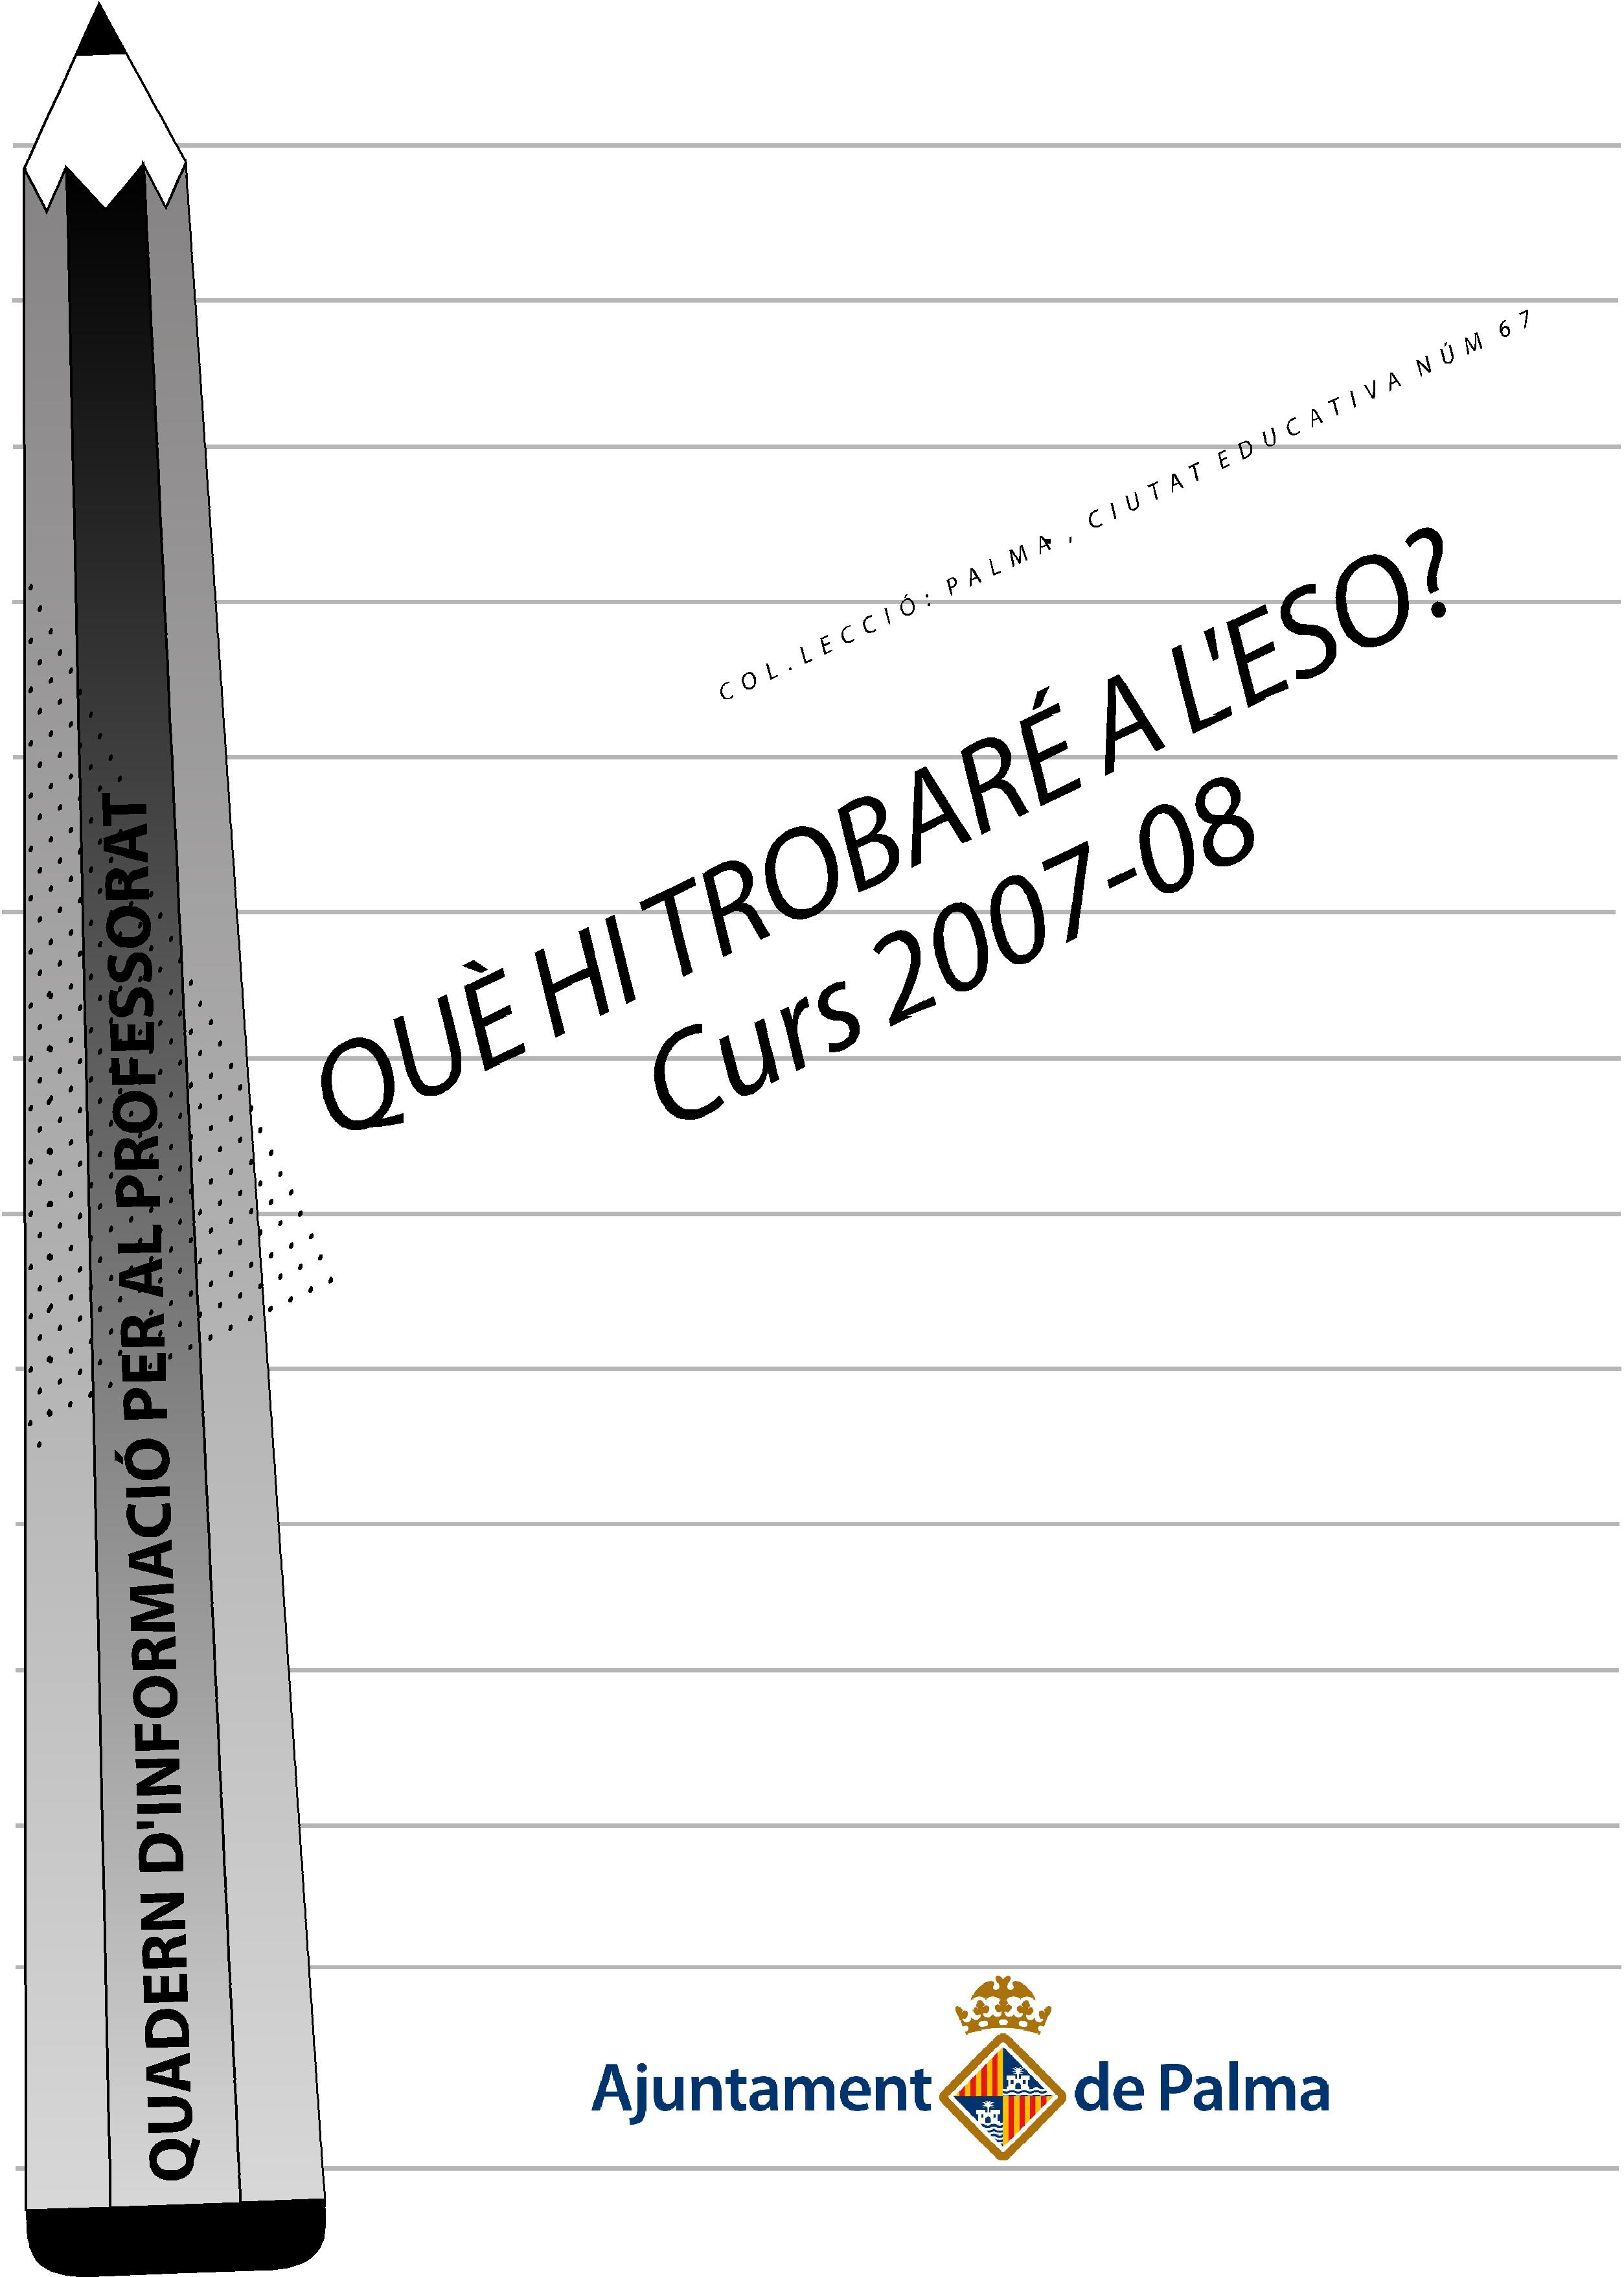 COL.LECCIÓ: PALMA, CIUTAT EDUCATIVA NÚM 67
QUÈ HI TROBARÉ A L'ESO?
Curs 2007-08
QUADERN D'INFORMACIÓ PER AL PROFESSORAT
Ajuntament de Palma